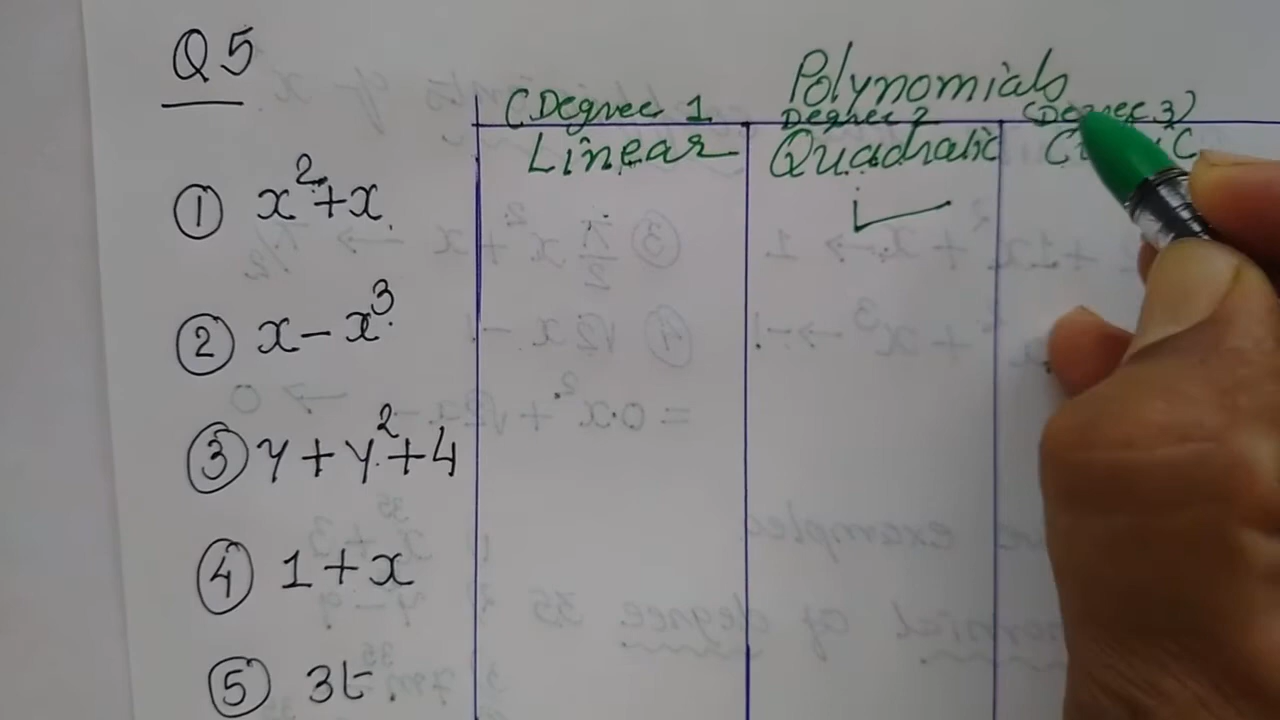 Q5
Polynomials
(Degree 1 Degree 2 (Degree 3)
Linear Quadratic
① x²+x
② x-x³
③ y+y²+4
④ 1+x
⑤ 3t